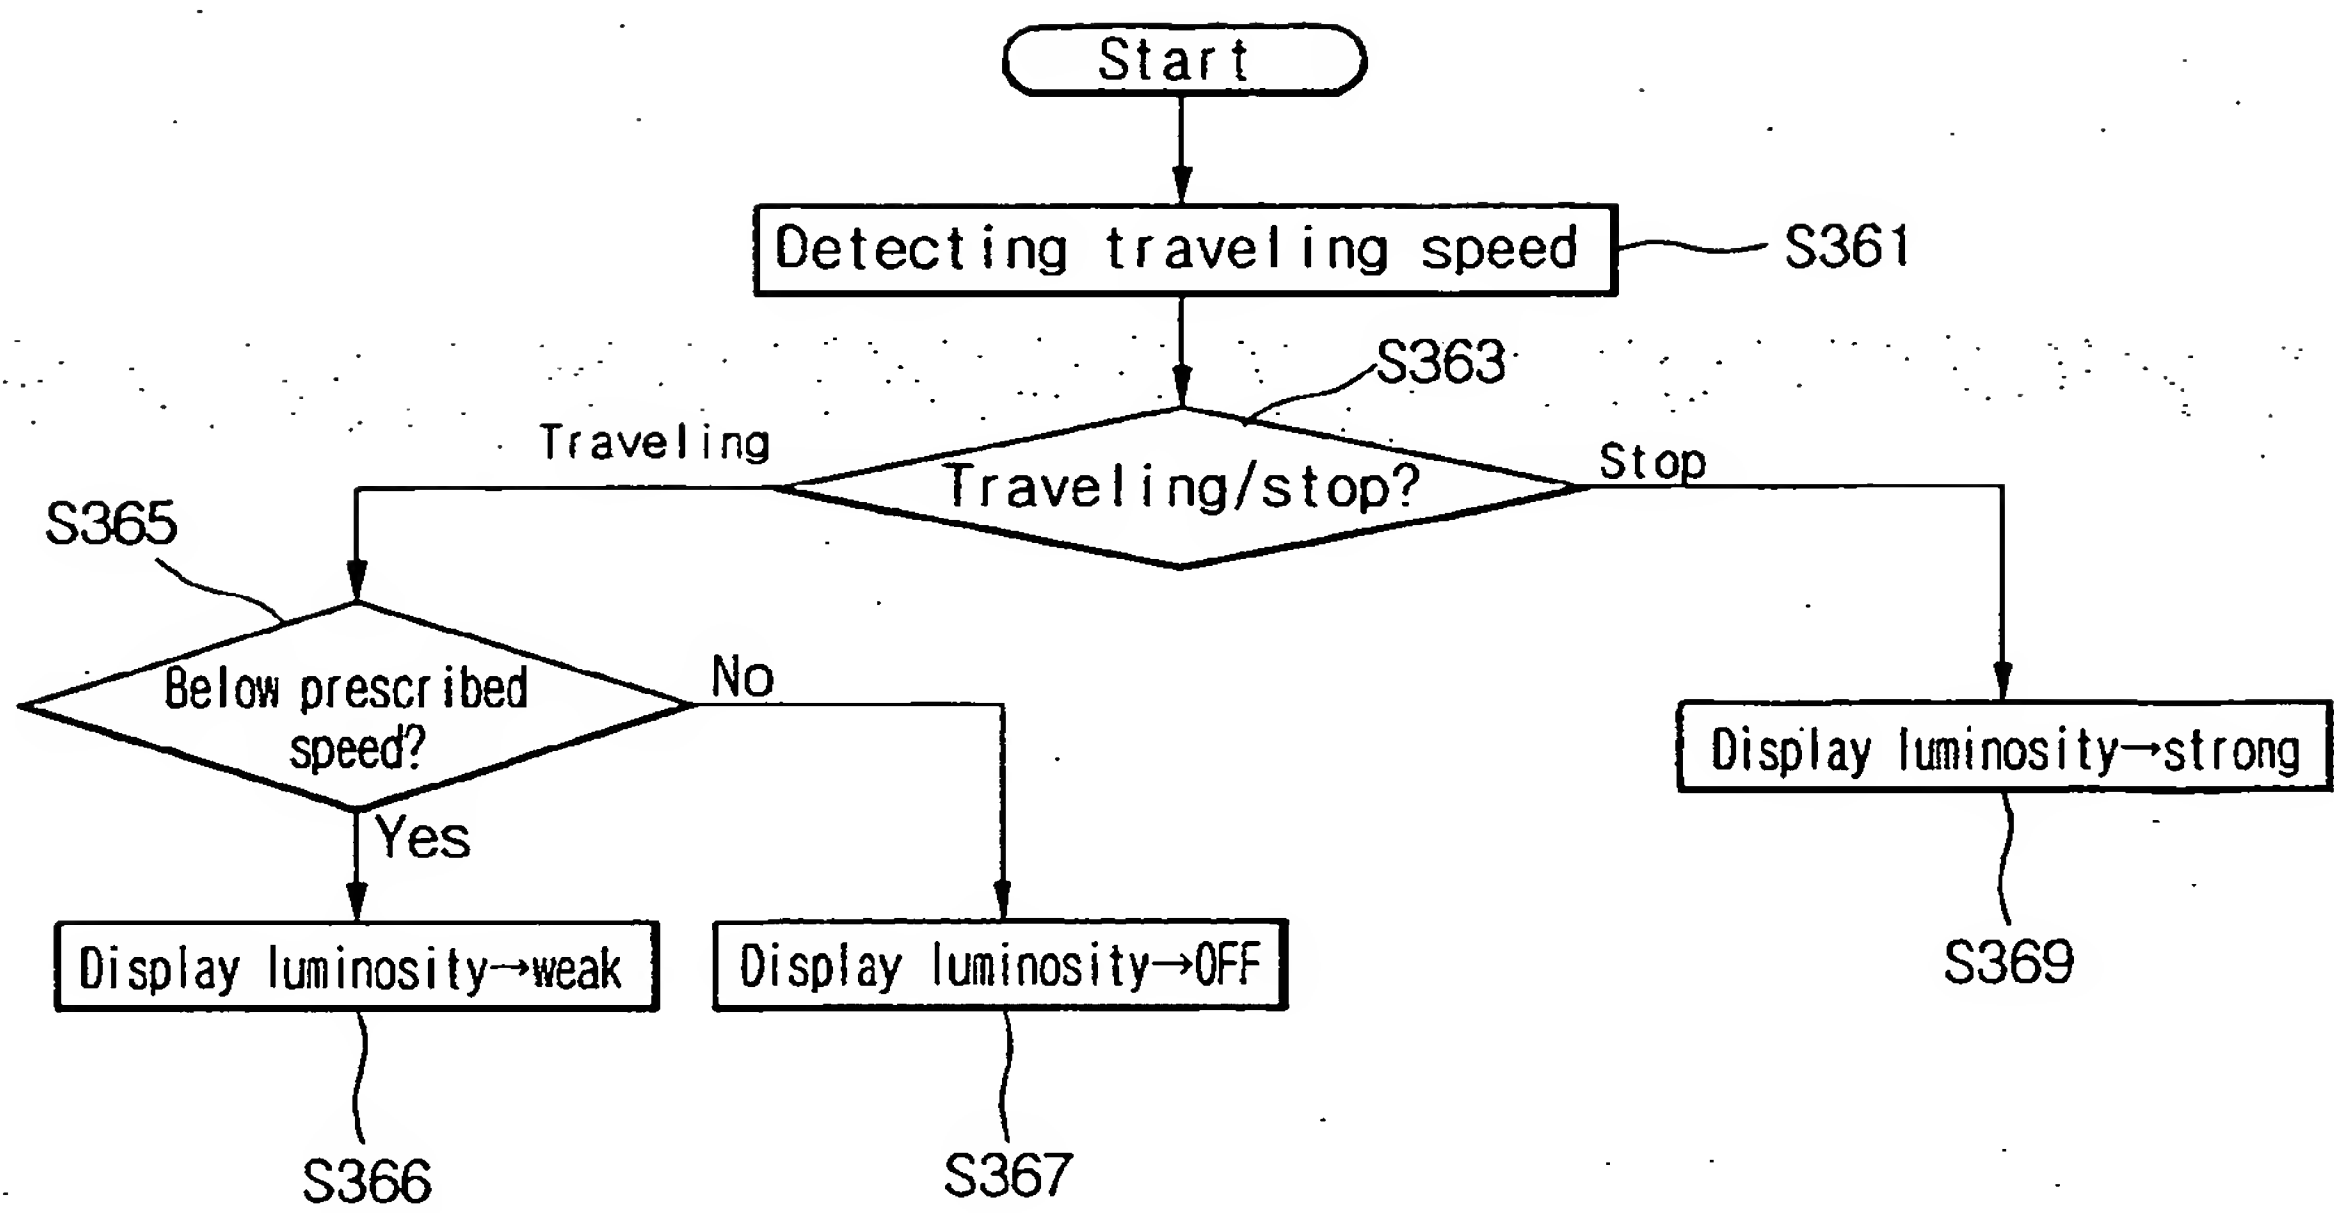 Start
Detecting traveling speed
S361
S363
Traveling
Traveling/stop?
Stop
S365
Below prescribed
speed?
No
Yes
Display luminosity→strong
Display luminosity→weak
Display luminosity→OFF
S369
S366
S367